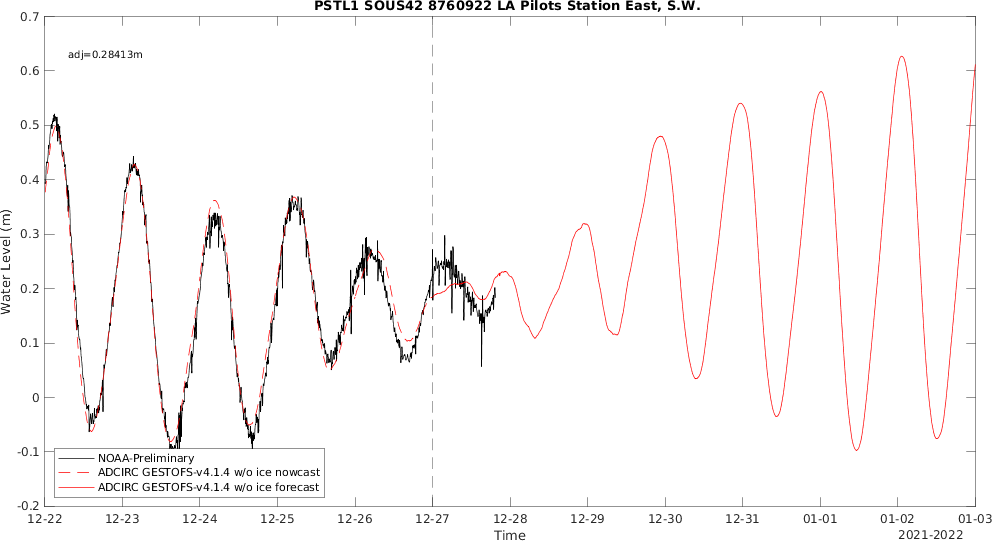 PSTL1 SOUS42 8760922 LA Pilots Station East, S.W.
adj=0.28413m
0.7
0.6
0.5
0.4
0.3
0.2
0.1
0
-0.1
-0.2
Water Level (m)
NOAA-Preliminary
ADCIRC GESTOFS-v4.1.4 w/o ice nowcast
ADCIRC GESTOFS-v4.1.4 w/o ice forecast
12-22 12-23 12-24 12-25 12-26 12-27 12-28 12-29 12-30 12-31 01-01 01-02 01-03
Time
2021-2022